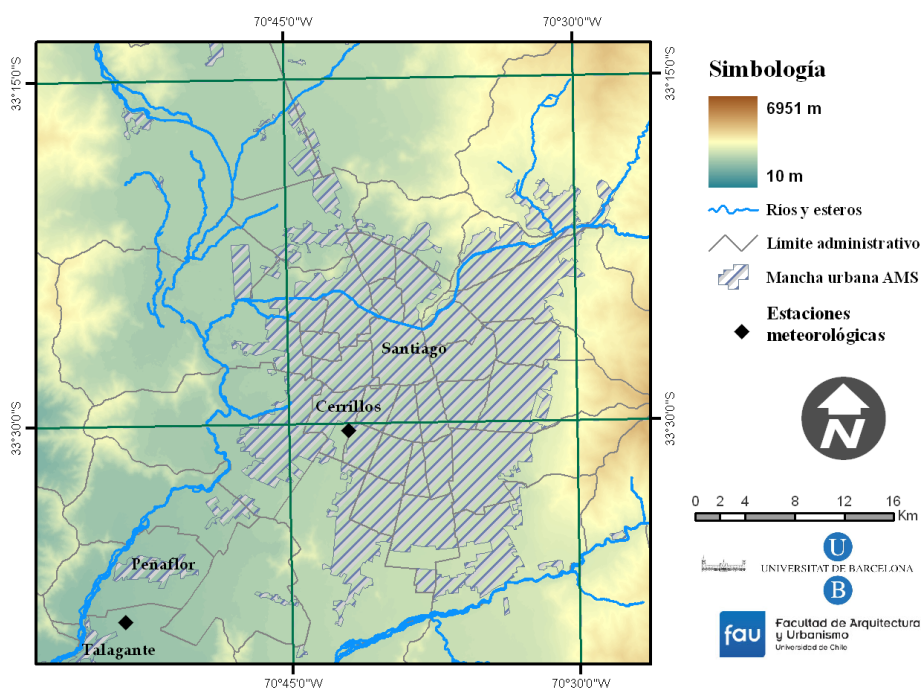 70°45'0"W
70°30'0"W
33°15'0"S
33°15'0"S
Santiago
Cerrillos
33°30'0"S
33°30'0"S
Peñaflor
Talagante
70°45'0"W
70°30'0"W
Simbología
6951 m
10 m
Ríos y esteros
Límite administrativo
Mancha urbana AMS
Estaciones
meteorológicas
N
0 2 4 8 12 16
Km
U
UNIVERSITAT DE BARCELONA
B
fau
Facultad de Arquitectura
y Urbanismo
Universidad de Chile